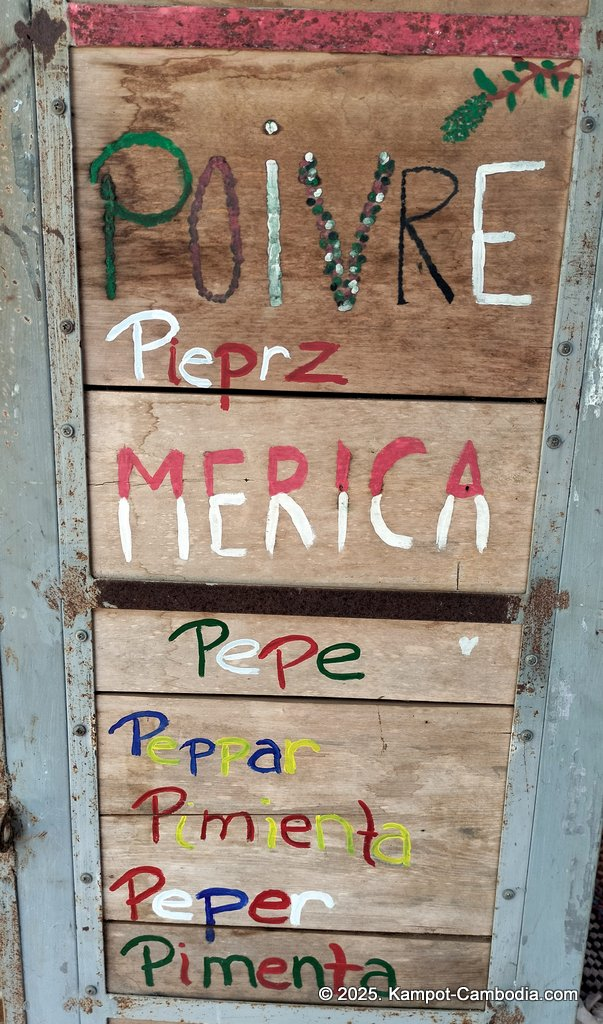 POiVRE
Pieprz
MERICA
Pepe
Peppar
Pimienta
Peper
Pimenta
© 2025. Kampot-Cambodia.com